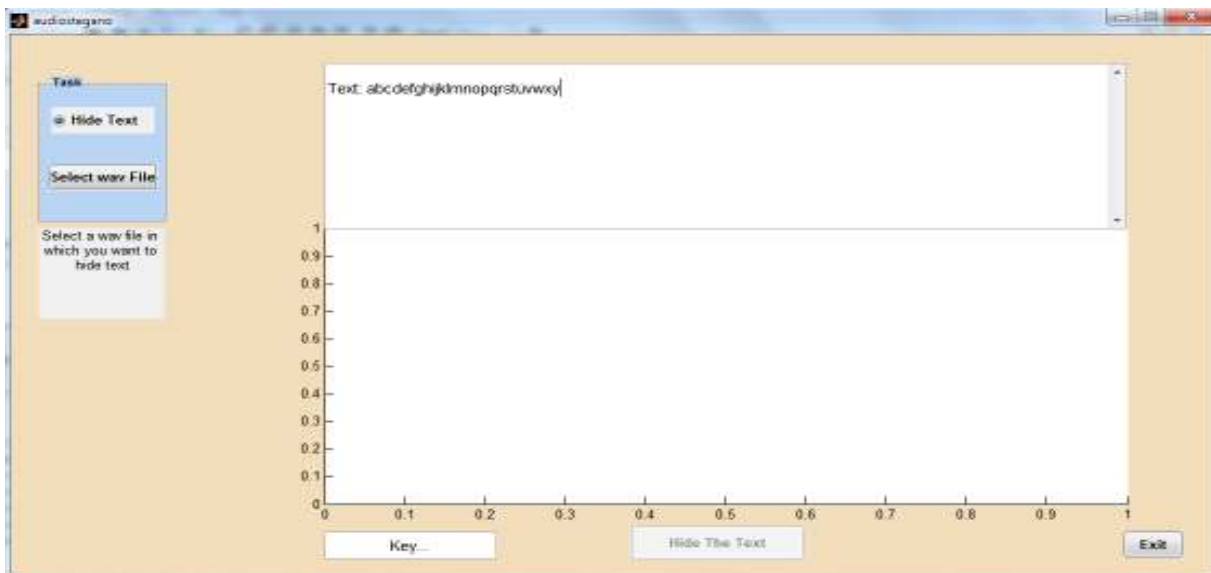 audiostegano
Task
Hide Text
Select wav File
Select a wav file in
which you want to
hide text
Text: abcdefghijklmnopqrstuvwxy
1
0.9
0.8
0.7
0.6
0.5
0.4
0.3
0.2
0.1
0
0 0.1 0.2 0.3 0.4 0.5 0.6 0.7 0.8 0.9 1
Key...
Hide The Text
Exit